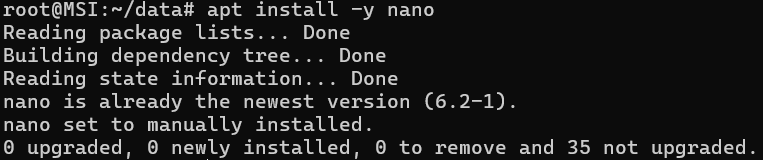 root@MSI:~/data# apt install -y nano
Reading package lists... Done
Building dependency tree... Done
Reading state information... Done
nano is already the newest version (6.2-1).
nano set to manually installed.
0 upgraded, 0 newly installed, 0 to remove and 35 not upgraded.